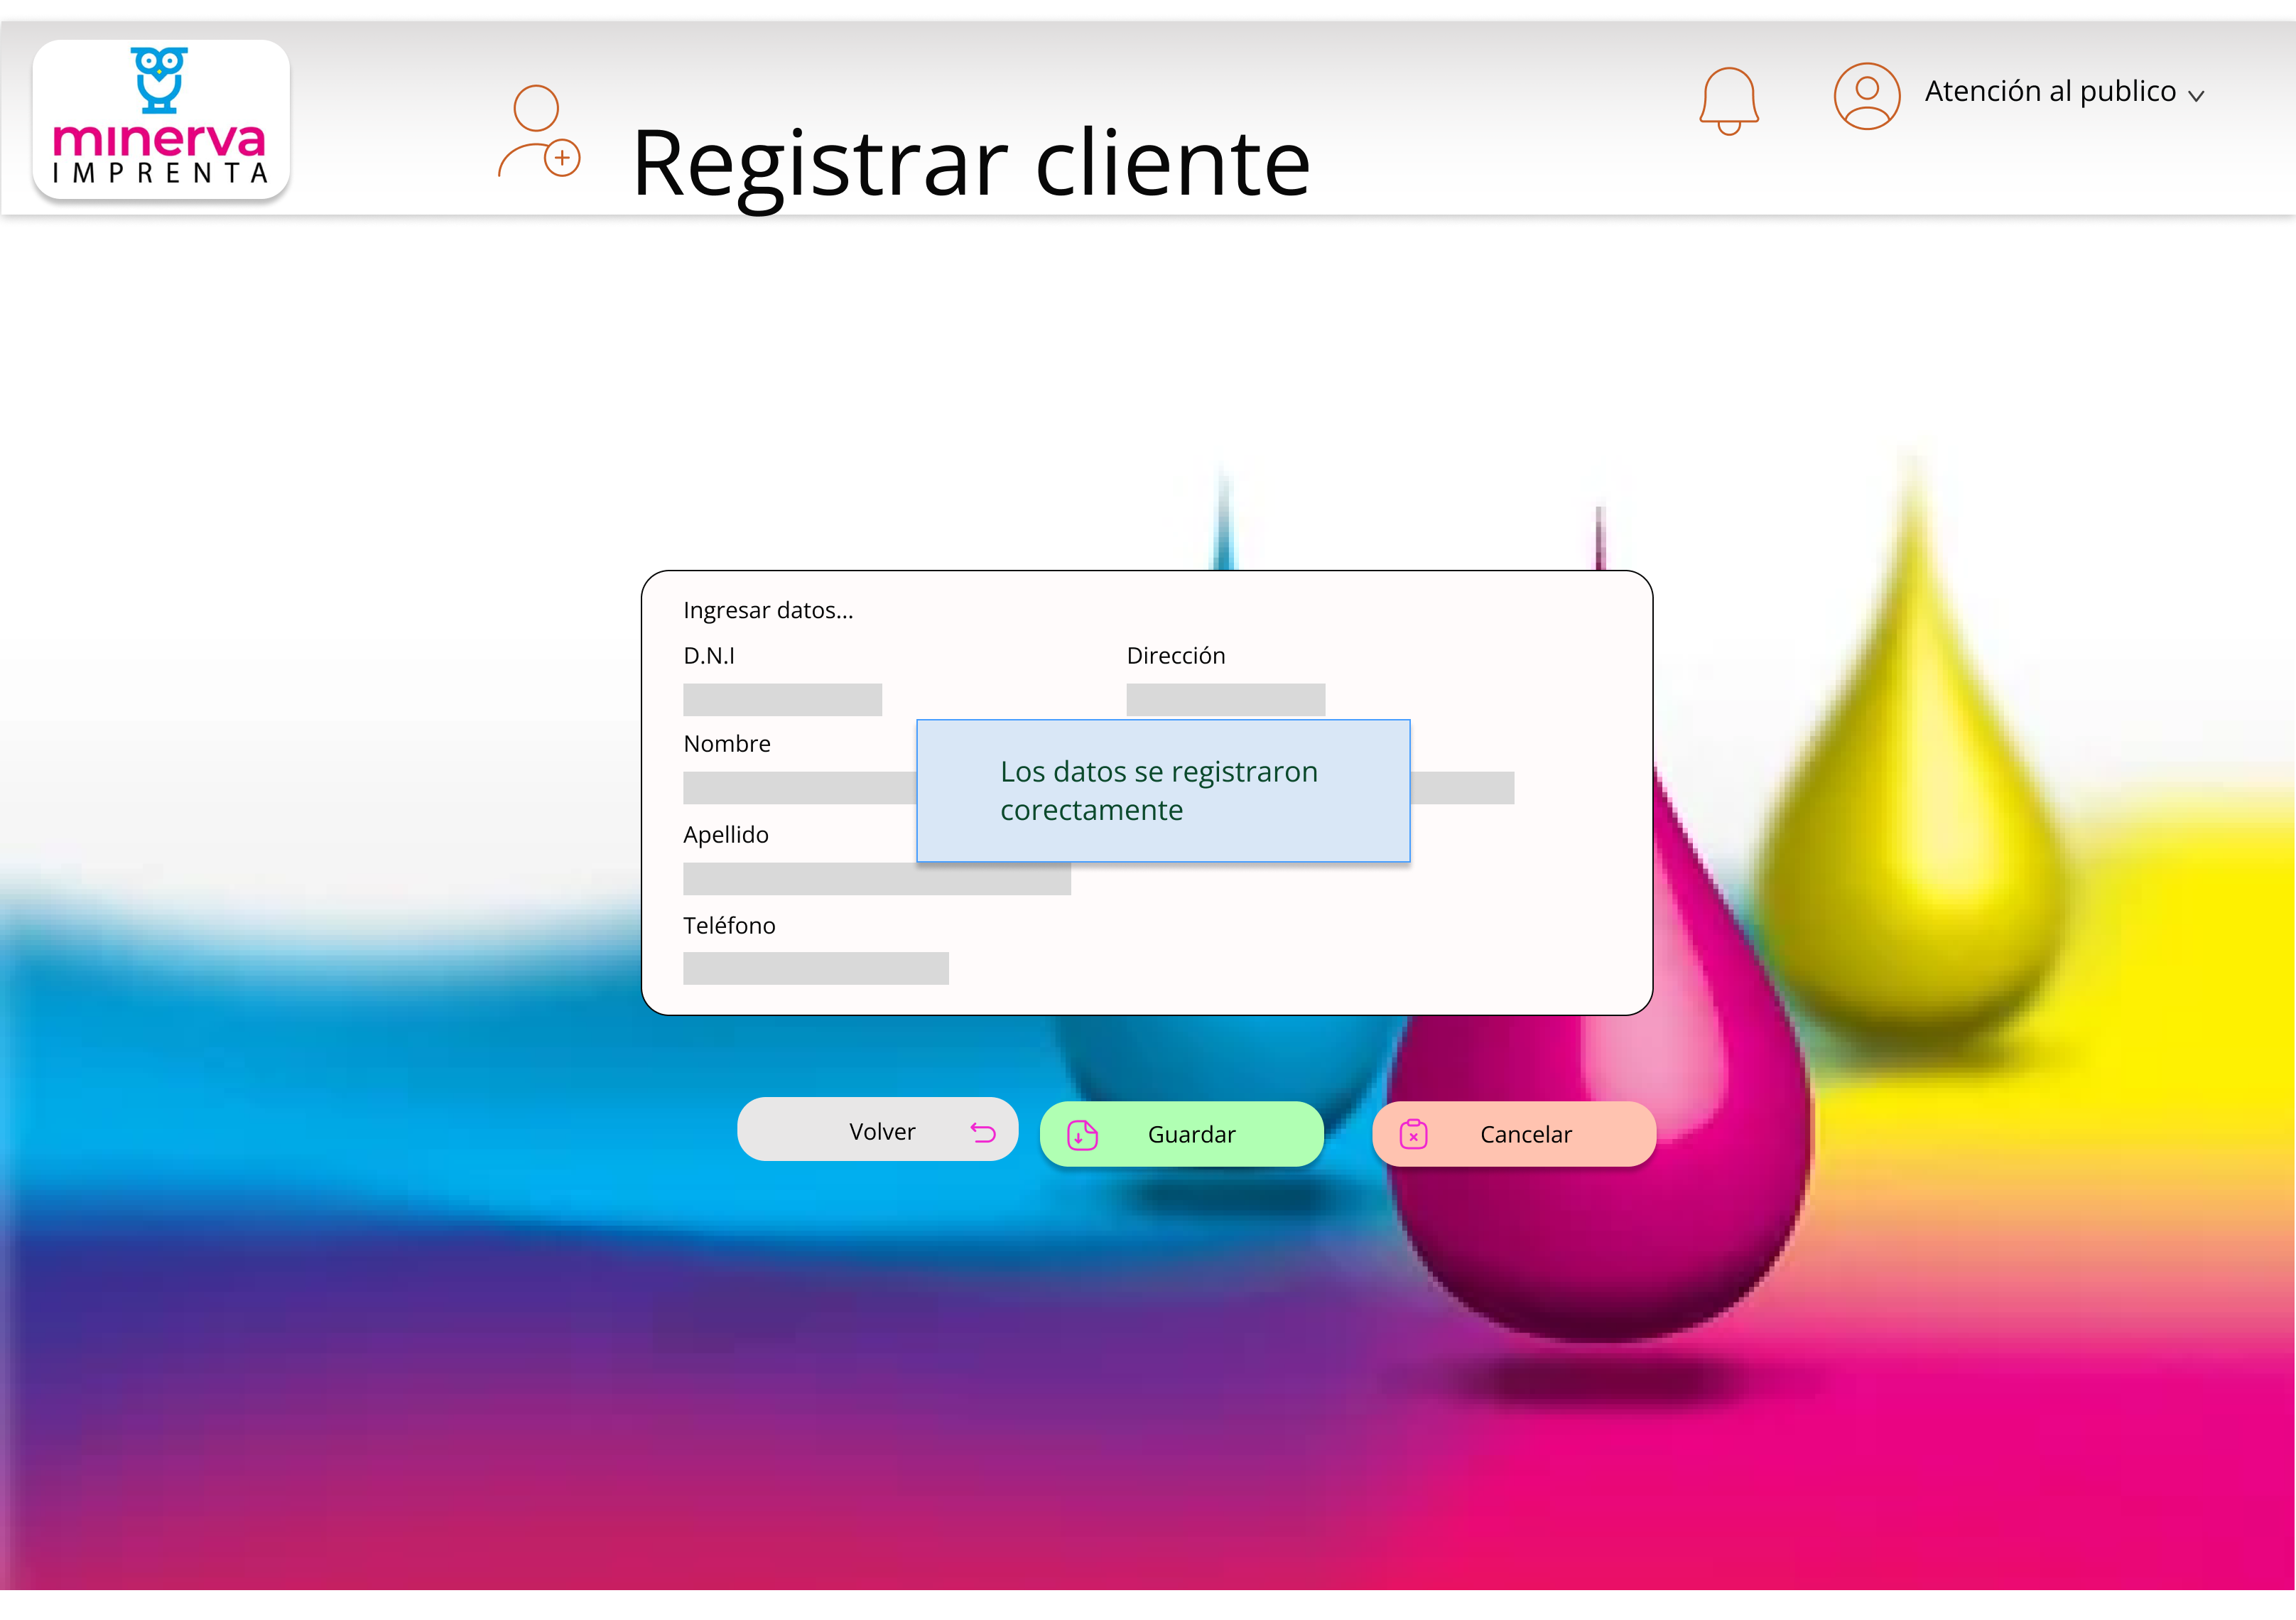 minerva
IMPRENTA
Registrar cliente
Atención al publico
Ingresar datos...
D.N.I
Dirección
Nombre
Los datos se registraron
corectamente
Apellido
Teléfono
Volver
Guardar
Cancelar